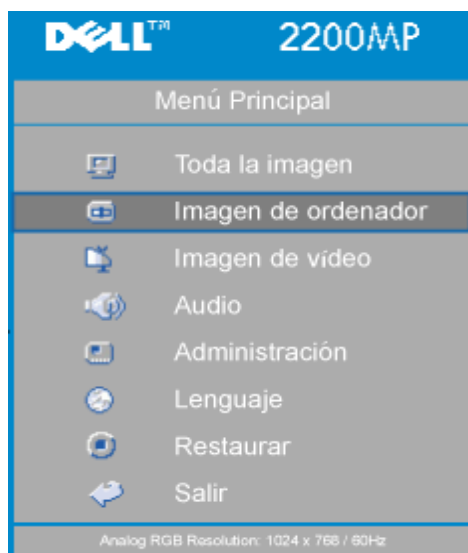 DELL™ 2200MP
Menú Principal
Toda la imagen
Imagen de ordenador
Imagen de vídeo
Audio
Administración
Lenguaje
Restaurar
Salir
Analog RGB Resolution: 1024 x 768 / 60Hz